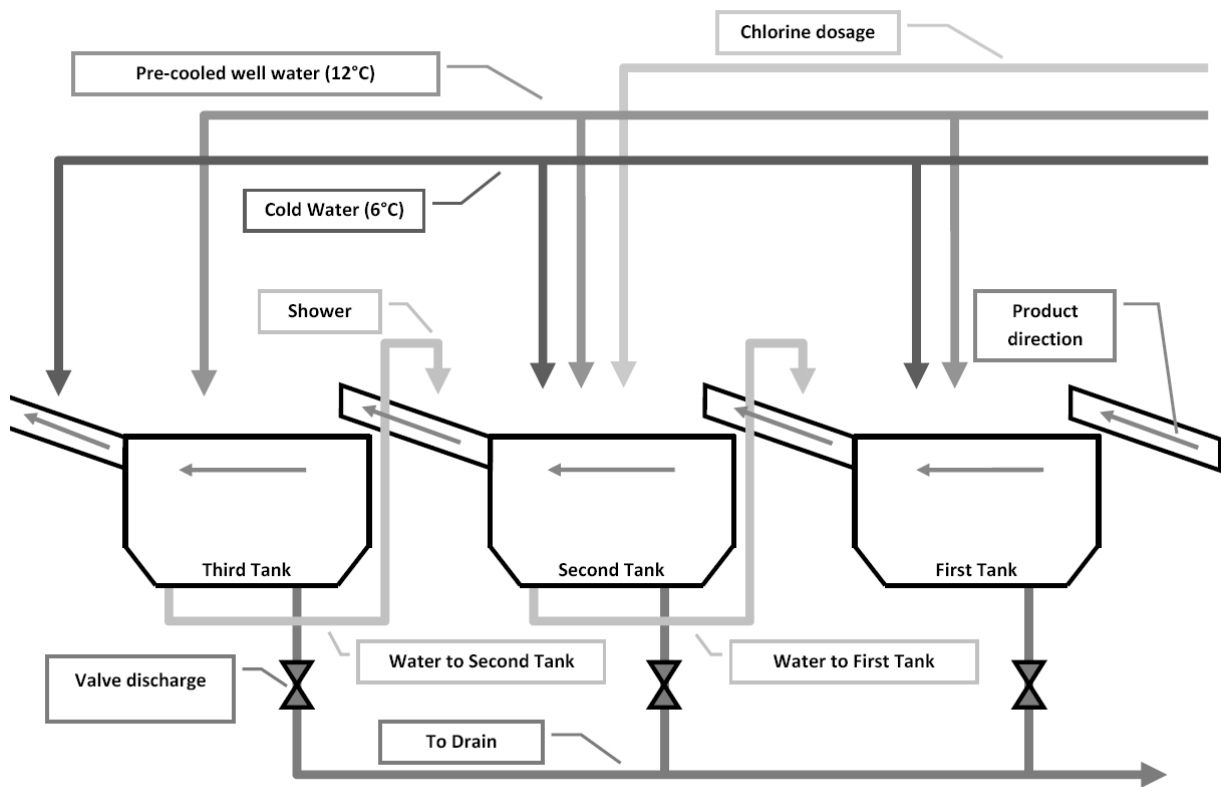 Chlorine dosage
Pre-cooled well water (12°C)
Cold Water (6°C)
Shower
Product
direction
Third Tank
Second Tank
First Tank
Water to Second Tank
Water to First Tank
Valve discharge
To Drain